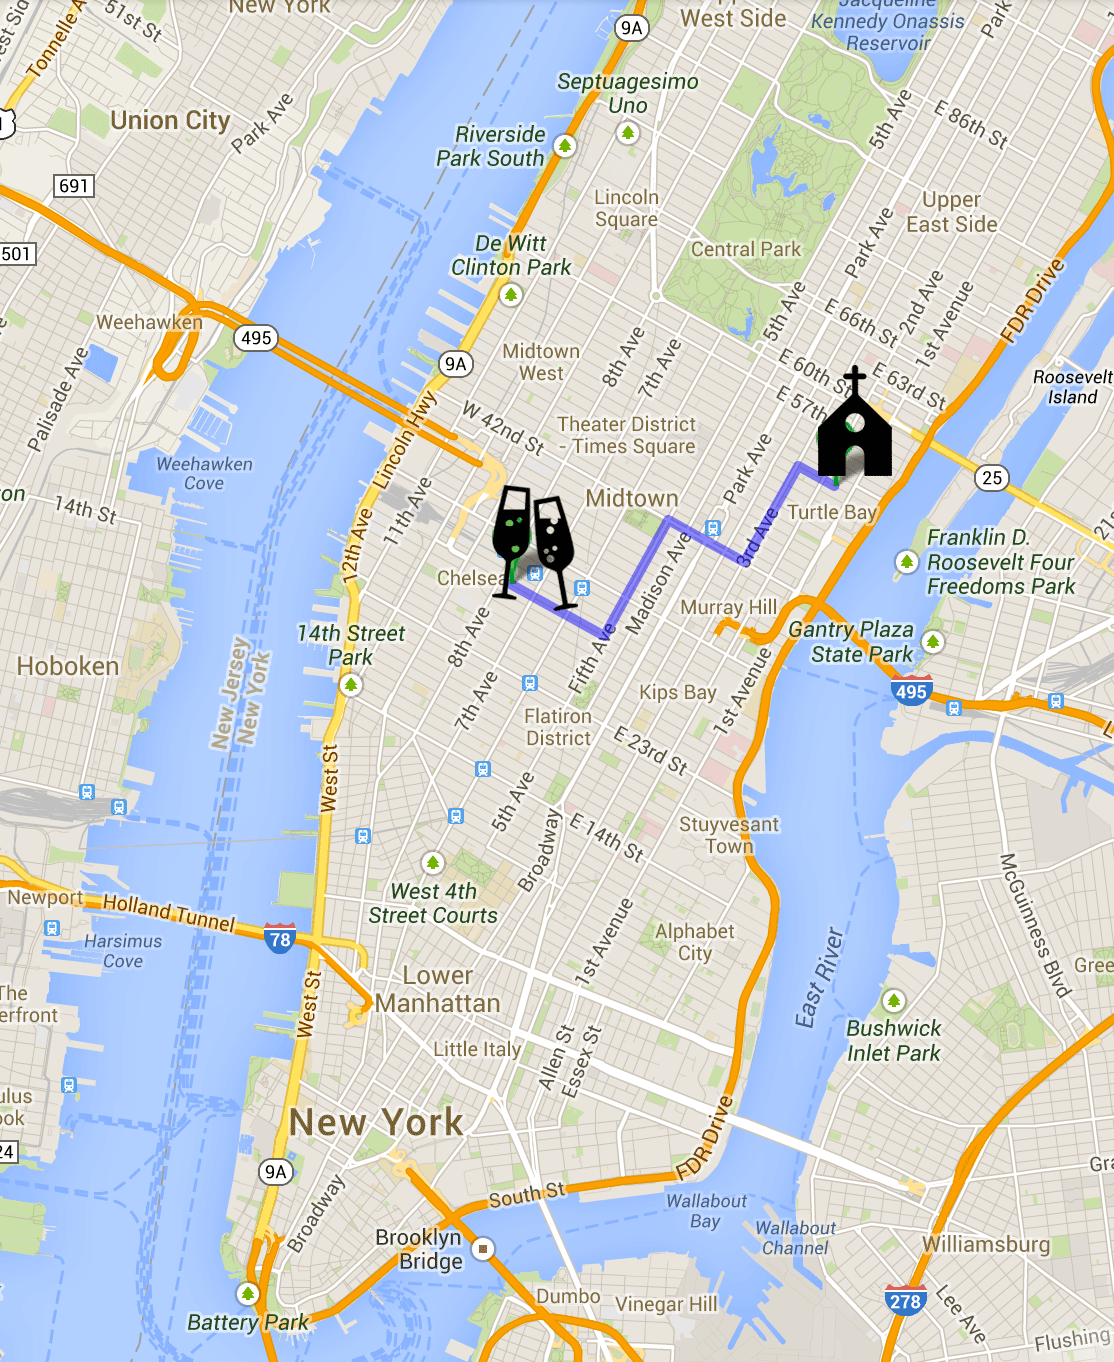 New York
51st St
Tonnelle A
West Side
9A
Jacqueline
Kennedy Onassis
Reservoir
Park
Septuagesimo
Uno
Union City
Park Ave
Riverside
Park South
5th Ave
E 86th St
691
Lincoln
Square
Upper
East Side
501
De Witt
Clinton Park
Central Park
Park Ave
2nd Ave
1st Avenue
FDR Drive
5th Ave
E 66th St
Weehawken
495
9A
Midtown
West
8th Ave
7th Ave
E 60th St
E 63rd St
E 57th
Roosevelt
Island
Palisade Ave
Lincoln Hwy
W 42nd St
Theater District
- Times Square
Park Ave
Weehawken
Cove
25
14th St
11th Ave
12th Ave
Midtown
Turtle Bay
3rd Ave
Madison Ave
Franklin D.
Roosevelt Four
Freedoms Park
Chelsea
Murray Hill
14th Street
Park
8th Ave
Fifth Ave
Gantry Plaza
State Park
Hoboken
New Jersey
New York
7th Ave
Kips Bay
1st Avenue
495
Flatiron
District
E 23rd St
West St
5th Ave
Broadway
E 14th St
Stuyvesant
Town
West 4th
Street Courts
McGuinness Blvd
Newport
Holland Tunnel
78
Harsimus
Cove
1st Avenue
Alphabet
City
East River
Gree
The
erfront
West St
Lower
Manhattan
Bushwick
Inlet Park
Little Italy
Allen St
Essex St
ulus
ook
New York
24
9A
FDR Drive
Gra
South St
Broadway
Wallabout
Bay
Wallabout
Channel
Brooklyn
Bridge
Williamsburg
Battery Park
Dumbo
Vinegar Hill
278
Lee Ave
Flushing